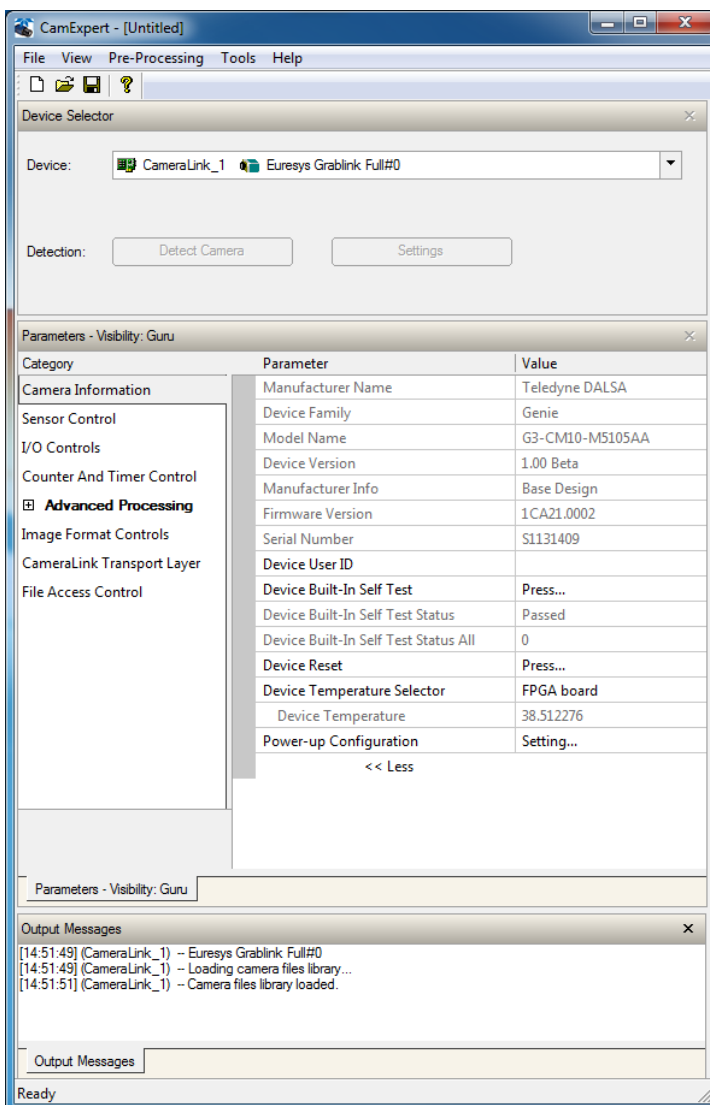 CamExpert - [Untitled]
File View Pre-Processing Tools Help
Device Selector
Device: CameraLink_1 Euresys Grablink Full#0
Detection: Detect Camera Settings
Parameters - Visibility: Guru
Category Parameter Value
Camera Information
Sensor Control
I/O Controls
Counter And Timer Control
Advanced Processing
Image Format Controls
CameraLink Transport Layer
File Access Control
Manufacturer Name Teledyne DALSA
Device Family Genie
Model Name G3-CM10-M5105AA
Device Version 1.00 Beta
Manufacturer Info Base Design
Firmware Version 1CA21.0002
Serial Number S1131409
Device User ID
Device Built-In Self Test Press...
Device Built-In Self Test Status Passed
Device Built-In Self Test Status All 0
Device Reset Press...
Device Temperature Selector FPGA board
Device Temperature 38.512276
Power-up Configuration Setting...
<< Less
Parameters - Visibility: Guru
Output Messages
[14:51:49] (CameraLink_1) -- Euresys Grablink Full#0
[14:51:49] (CameraLink_1) -- Loading camera files library...
[14:51:51] (CameraLink_1) -- Camera files library loaded.
Output Messages
Ready